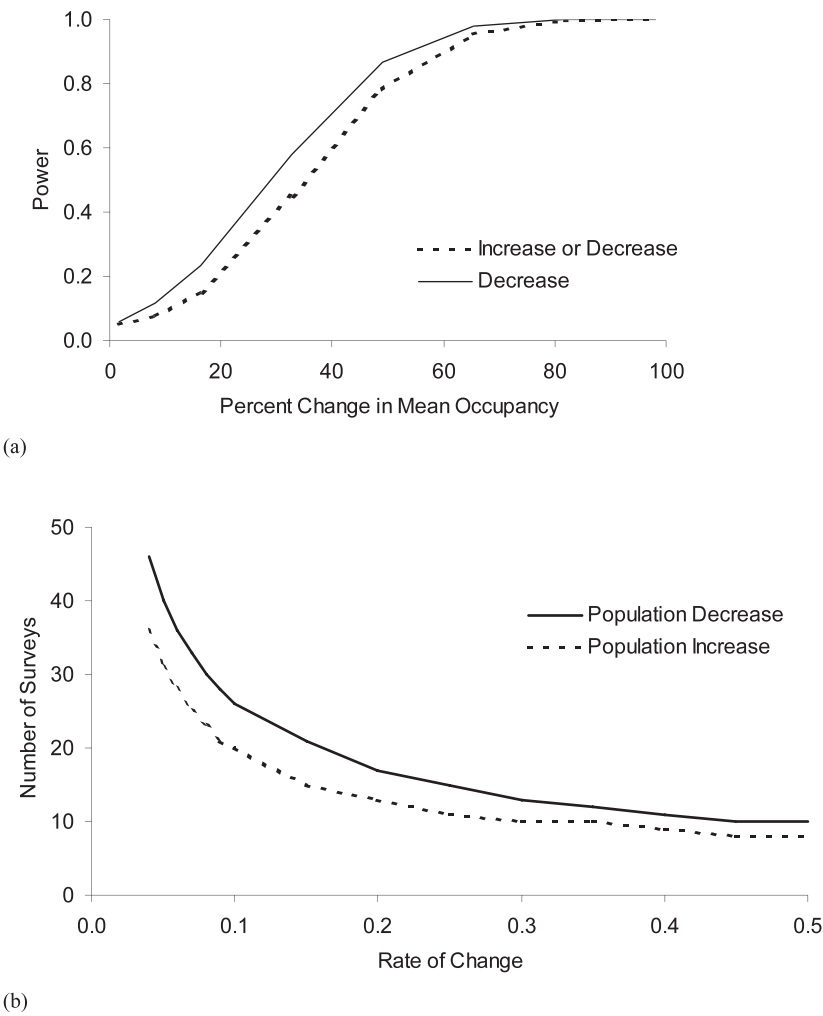 1.0
0.8
0.6
0.4
0.2
0.0
Power
Increase or Decrease
Decrease
0 20 40 60 80 100
Percent Change in Mean Occupancy
(a)
50
40
30
20
10
0
Number of Surveys
Population Decrease
Population Increase
0.0 0.1 0.2 0.3 0.4 0.5
Rate of Change
(b)